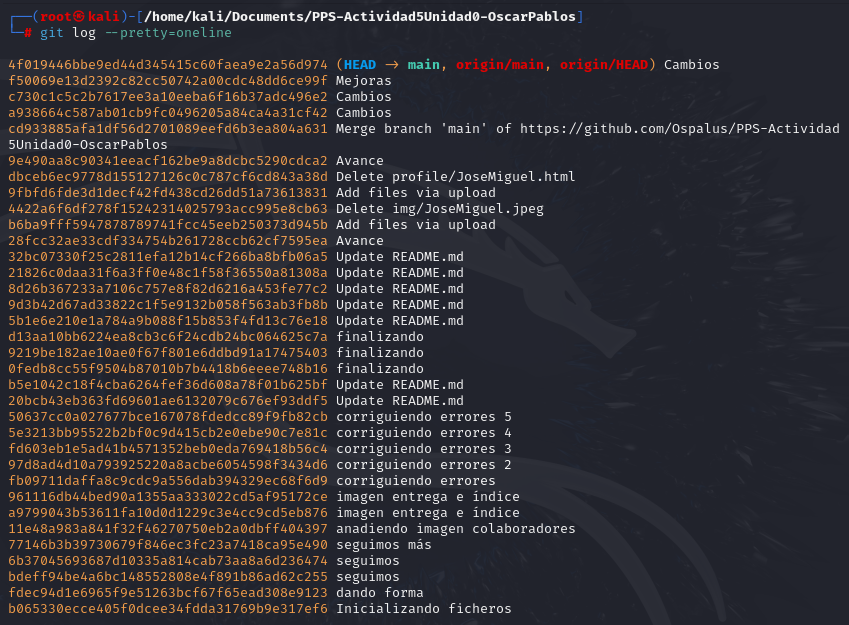 ┌──(root㉿kali)-[/home/kali/Documents/PPS-Actividad5Unidad0-OscarPablos]
└─# git log --pretty=oneline
4f019446bbe9ed44d345415c60faea9e2a56d974 (HEAD -> main, origin/main, origin/HEAD) Cambios
f50069e13d2392c82cc50742a00cdc48dd6ce99f Mejoras
c730c1c5c2b7617ee3a10eeba6f16b37adc496e2 Cambios
a938664c587ab01cb9fc0496205a84ca4a31cf42 Cambios
cd933885afa1df56d2701089eefd6b3ea804a631 Merge branch 'main' of https://github.com/Ospalus/PPS-Actividad
5Unidad0-OscarPablos
9e490aa8c90341eeacf162be9a8dcbc5290cdca2 Avance
dbceb6ec9778d155127126c0c787cf6cd843a38d Delete profile/JoseMiguel.html
9fbfd6fde3d1decf42fd438cd26dd51a73613831 Add files via upload
4422a6f6df278f15242314025793acc995e8cb63 Delete img/JoseMiguel.jpeg
b6ba9fff5947878789741fcc45eeb250373d945b Add files via upload
28fcc32ae33cdf334754b261728ccb62cf7595ea Avance
32bc07330f25c2811efa12b14cf266ba8bfb06a5 Update README.md
21826c0daa31f6a3ff0e48c1f58f36550a81308a Update README.md
8d26b367233a7106c757e8f82d6216a453fe77c2 Update README.md
9d3b42d67ad33822c1f5e9132b058f563ab3fb8b Update README.md
5b1e6e210e1a784a9b088f15b853f4fd13c76e18 Update README.md
d13aa10bb6224ea8cb3c6f24cdb24bc064625c7a finalizando
9219be182ae10ae0f67f801e6ddbd91a17475403 finalizando
0fedb8cc55f9504b87010b7b4418b6eeee748b16 finalizando
b5e1042c18f4cba6264fef36d608a78f01b625bf Update README.md
20bcb43eb363fd69601ae6132079c676ef93ddf5 Update README.md
50637cc0a027677bce167078fdedcc89f9fb82cb corriguiendo errores 5
5e3213bb95522b2bf0c9d415cb2e0ebe90c7e81c corriguiendo errores 4
fd603eb1e5ad41b4571352beb0eda769418b56c4 corriguiendo errores 3
97d8ad4d10a793925220a8acbe6054598f3434d6 corriguiendo errores 2
fb09711daffa8c9cdc9a556dab394329ec68f6d9 corriguiendo errores
961116db44bed90a1355aa333022cd5af95172ce imagen entrega e indice
a9799043b53611fa10d0d1229c3e4cc9cd5eb876 imagen entrega e indice
11e48a983a841f32f46270750eb2a0dbff404397 anadiendo imagen colaboradores
77146b3b39730679f846ec3fc23a7418ca95e490 seguimos más
6b37045693687d10335a814cab73aa8a6d236474 seguimos
bdeff94be4a6bc148552808e4f891b86ad62c255 seguimos
fdec94d1e6965f9e51263bcf67f65ead308e9123 dando forma
b065330ecce405f0dcee34fdda31769b9e317ef6 Inicializando ficheros